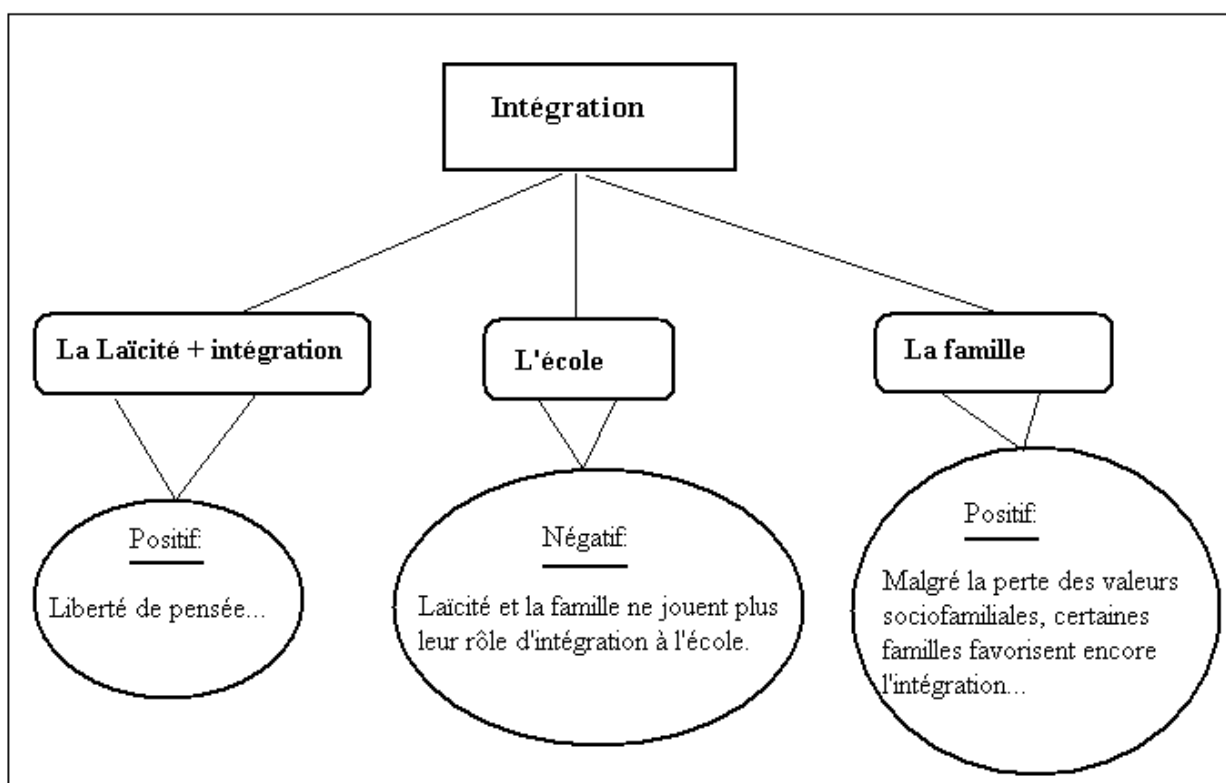 Intégration
La Laïcité + intégration
L'école
La famille
Positif:
Liberté de pensée...
Négatif:
Laïcité et la famille ne jouent plus
leur rôle d'intégration à l'école.
Positif:
Malgré la perte des valeurs
sociofamiliales, certaines
familles favorisent encore
l'intégration...